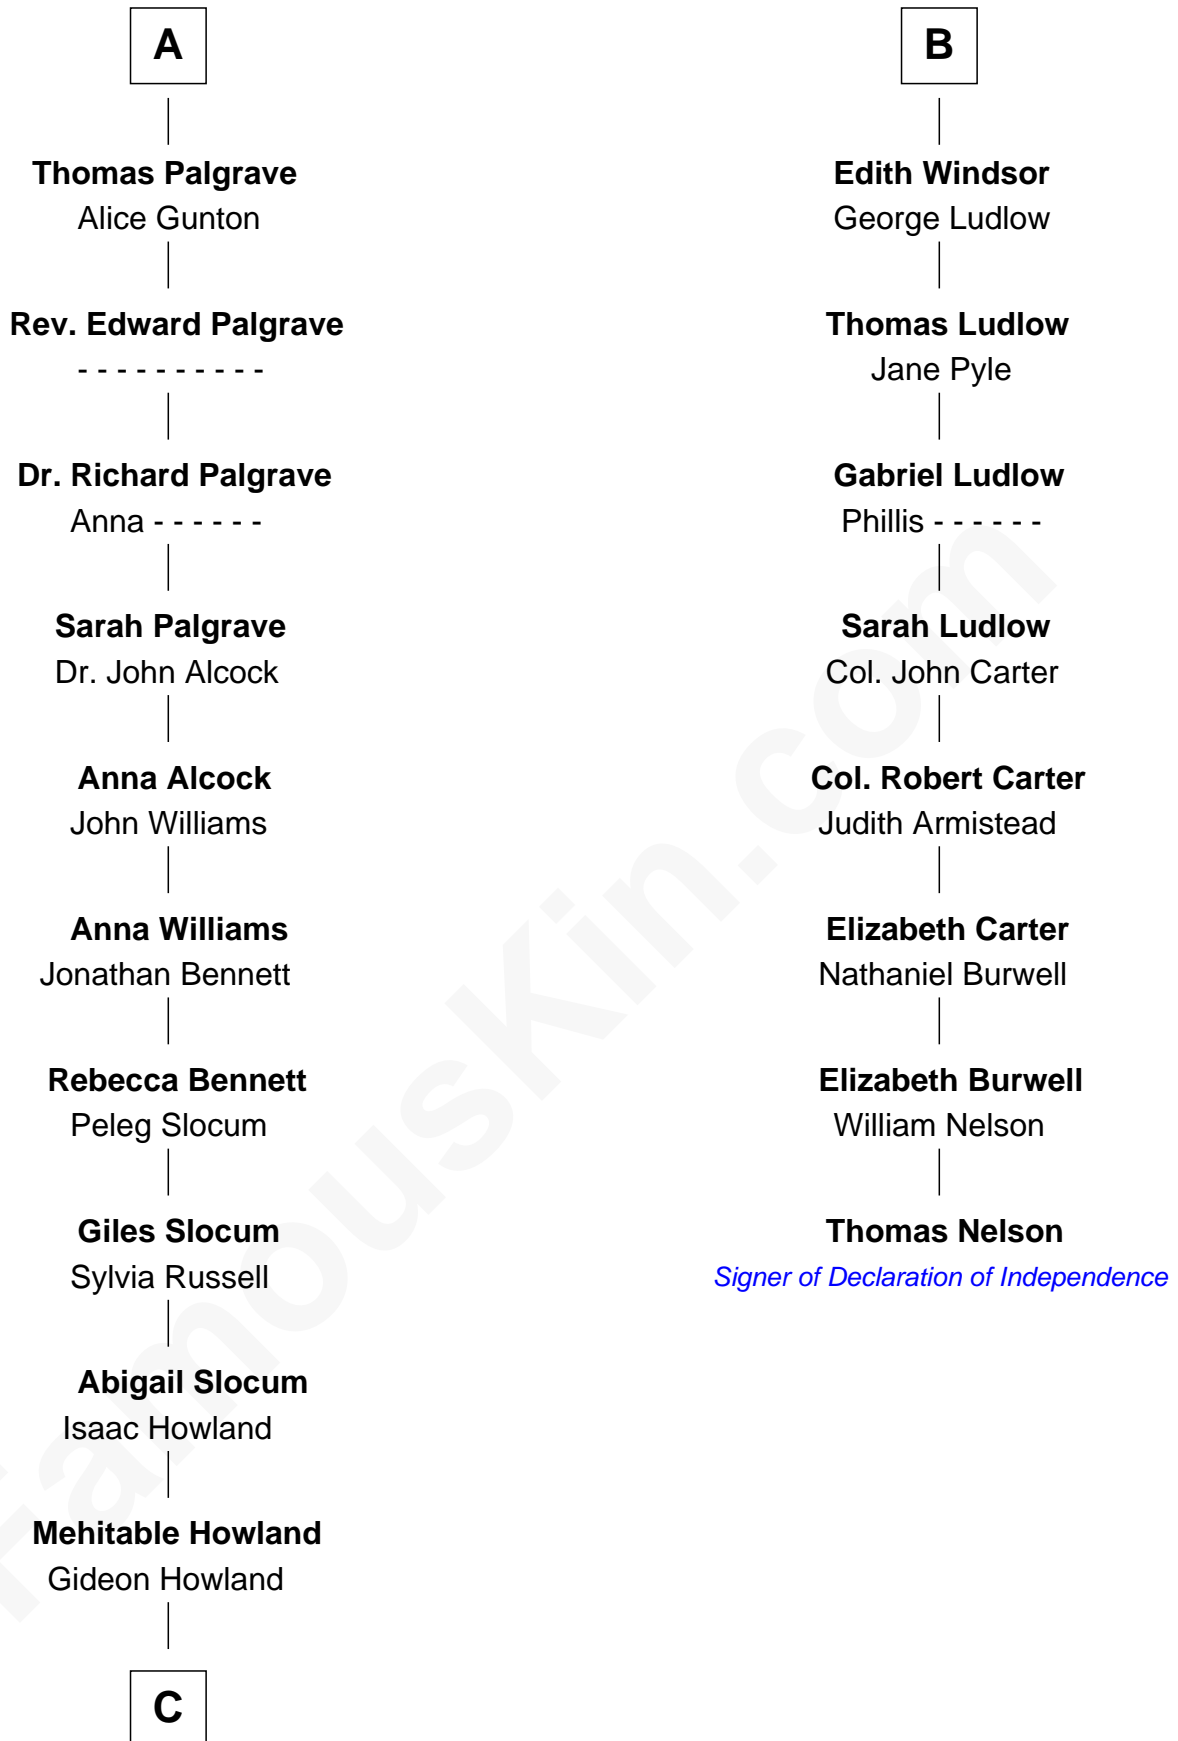 A
Thomas Palgrave
Alice Gunton
Rev. Edward Palgrave
- - - - - - - - - -
Dr. Richard Palgrave
Anna - - - - - -
Sarah Palgrave
Dr. John Alcock
Anna Alcock
John Williams
Anna Williams
Jonathan Bennett
Rebecca Bennett
Peleg Slocum
Giles Slocum
Sylvia Russell
Abigail Slocum
Isaac Howland
Mehitable Howland
Gideon Howland
C
B
Edith Windsor
George Ludlow
Thomas Ludlow
Jane Pyle
Gabriel Ludlow
Phillis - - - - - -
Sarah Ludlow
Col. John Carter
Col. Robert Carter
Judith Armistead
Elizabeth Carter
Nathaniel Burwell
Elizabeth Burwell
William Nelson
Thomas Nelson
Signer of Declaration of Independence
FamousKin.com